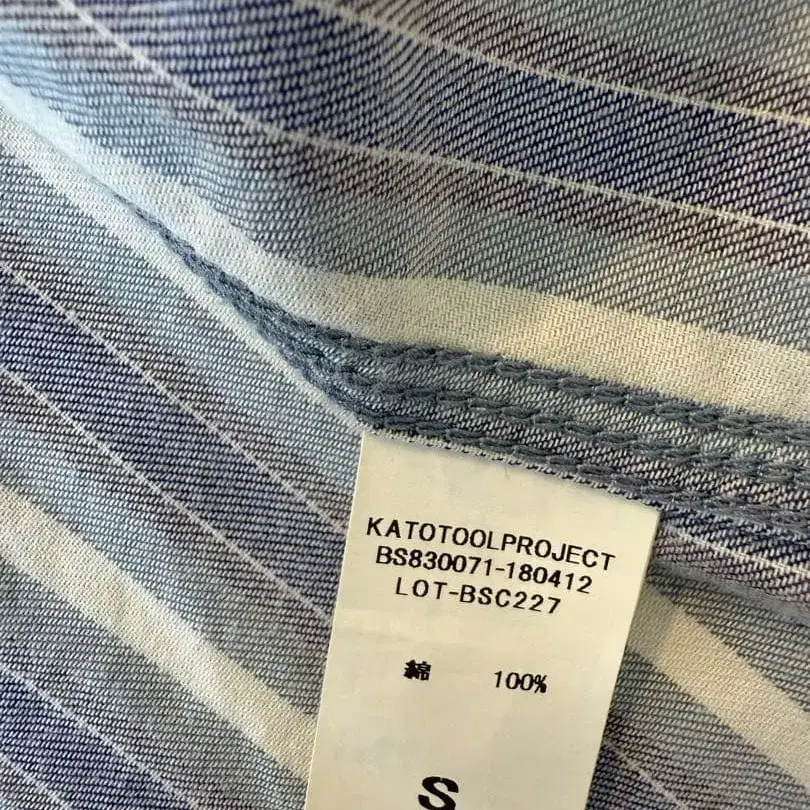 KATOTOOLPROJECT
BS830071-180412
LOT-BSC227
綿 100%
S